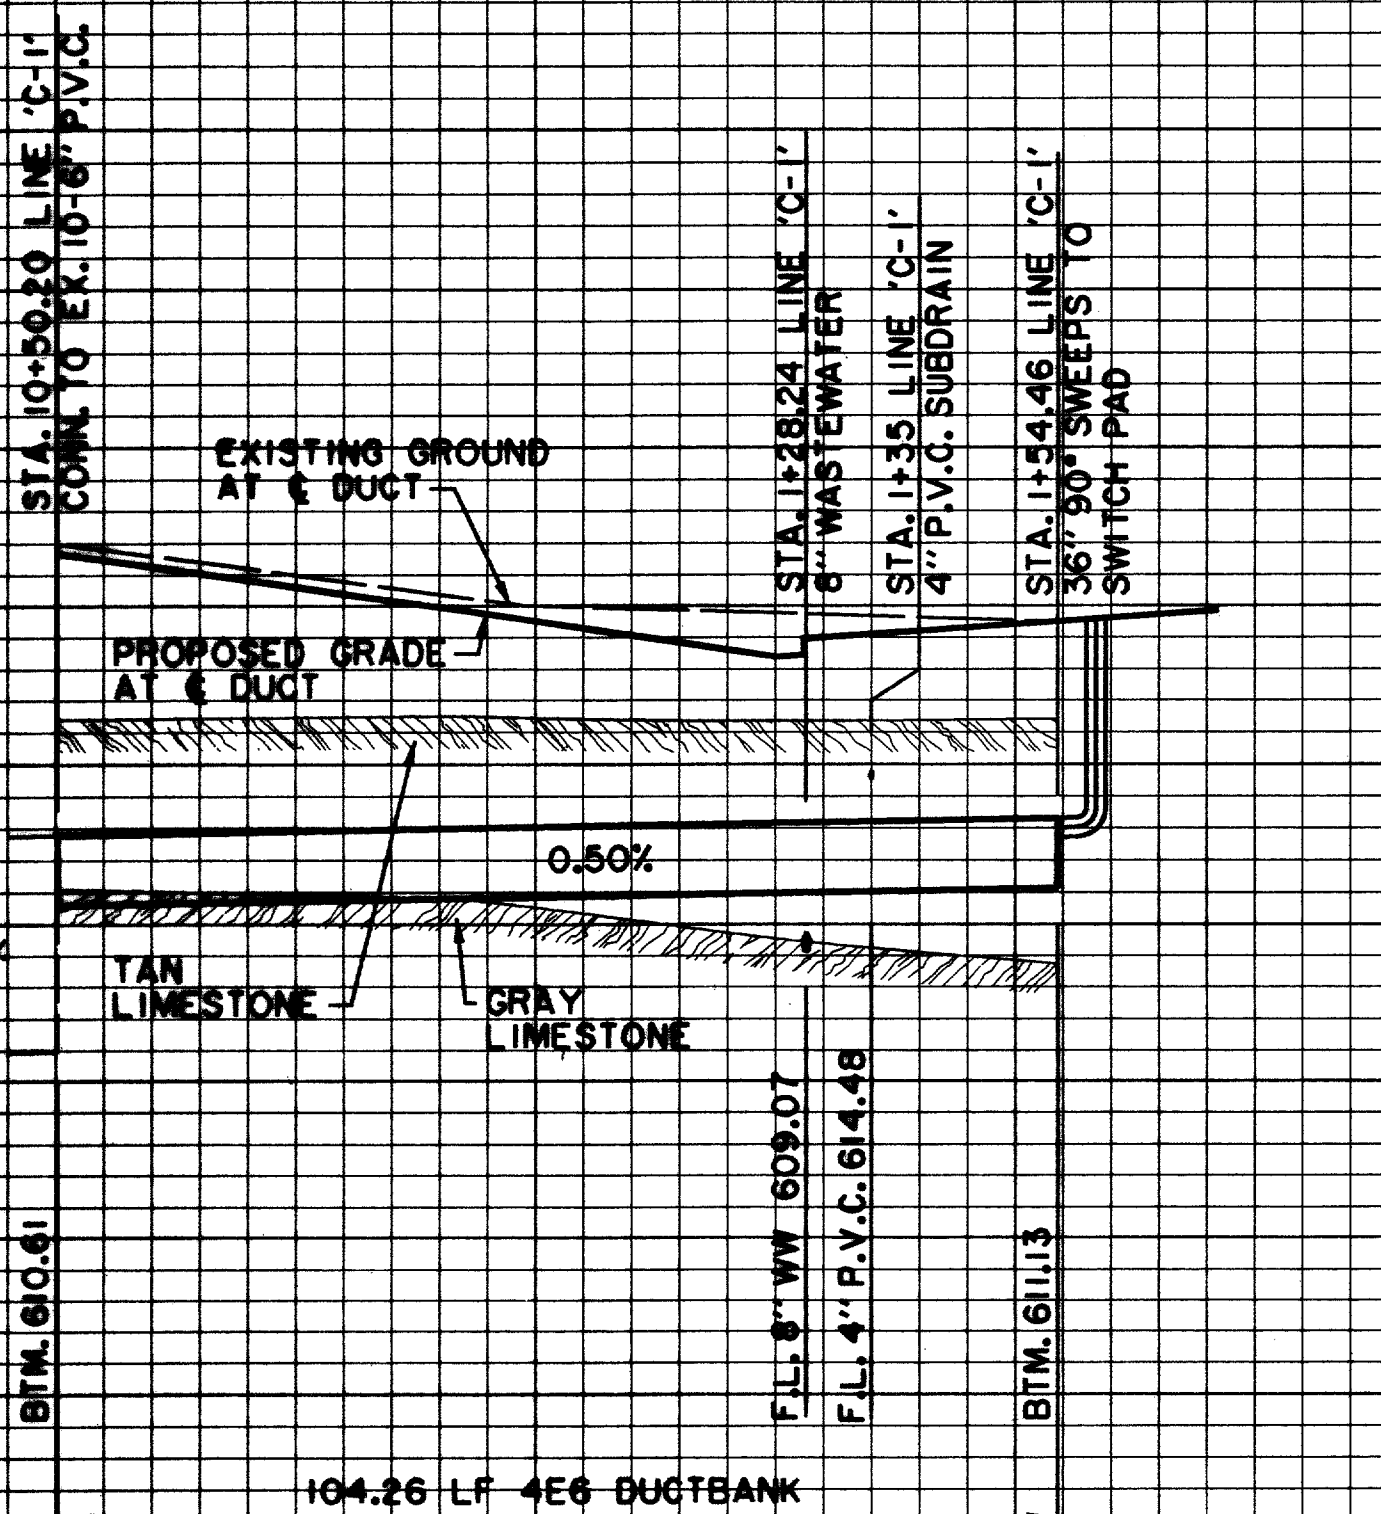 STA. 10+50.20 LINE 'C-1'
CONN. TO EX. 10-6" P.V.C.
STA. 1+28.24 LINE 'C-1'
8" WASTEWATER
STA. 1+35 LINE 'C-1'
4" P.V.C. SUBDRAIN
STA. 1+54.46 LINE 'C-1'
36" 90° SWEEPS TO
SWITCH PAD
EXISTING GROUND
AT ℄ DUCT
PROPOSED GRADE
AT ℄ DUCT
0.50%
TAN
LIMESTONE
GRAY
LIMESTONE
BTM. 610.61
F.L. 8" WW 609.07
F.L. 4" P.V.C. 614.48
BTM. 611.13
104.26 LF 4E6 DUCTBANK